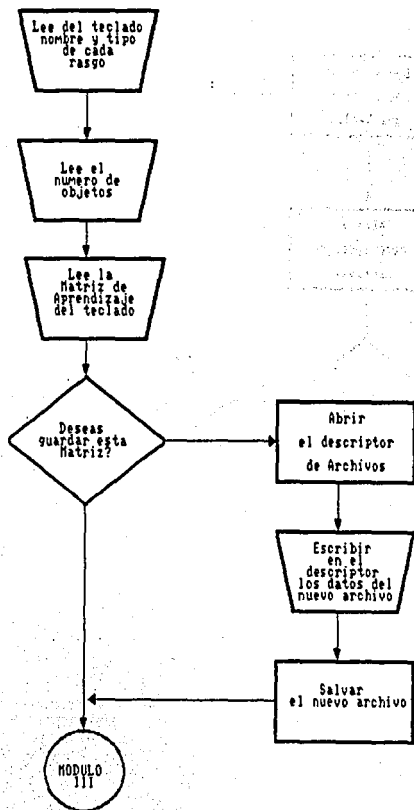 Lee del teclado
nombre y tipo
de cada
rasgo
Lee el
numero de
objetos
Lee la
Matriz de
Aprendizaje
del teclado
Deseas
guardar esta
Matriz?
Abrir
el descriptor
de Archivos
Escribir
en el
descriptor
los datos del
nuevo archivo
Salvar
el nuevo archivo
MODULO
III